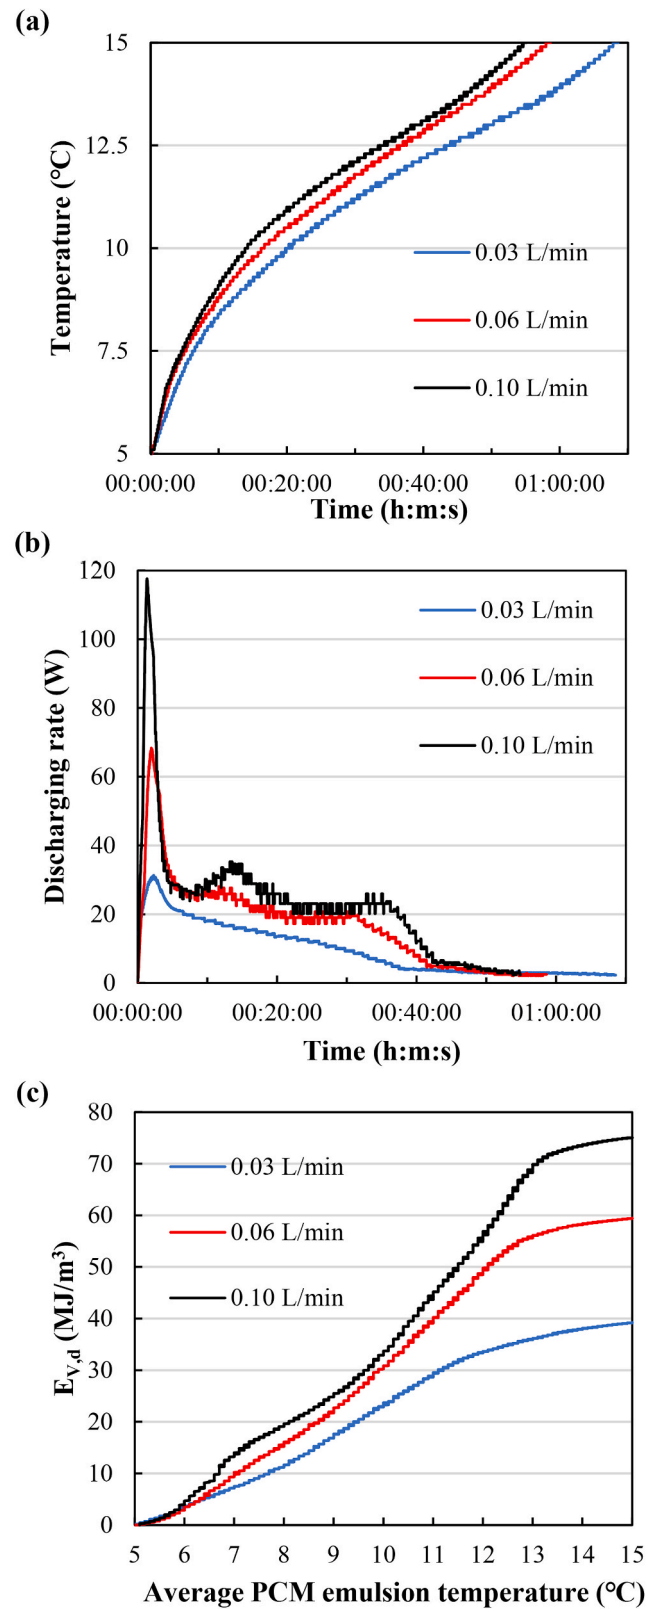 (a)
15
12.5
10
7.5
5
Temperature (°C)
0.03 L/min
0.06 L/min
0.10 L/min
00:00:00 00:20:00 00:40:00 01:00:00
Time (h:m:s)
(b)
120
100
80
60
40
20
0
Discharging rate (W)
0.03 L/min
0.06 L/min
0.10 L/min
00:00:00 00:20:00 00:40:00 01:00:00
Time (h:m:s)
(c)
80
70
60
50
40
30
20
10
0
E_V,d (MJ/m³)
0.03 L/min
0.06 L/min
0.10 L/min
5 6 7 8 9 10 11 12 13 14 15
Average PCM emulsion temperature (°C)